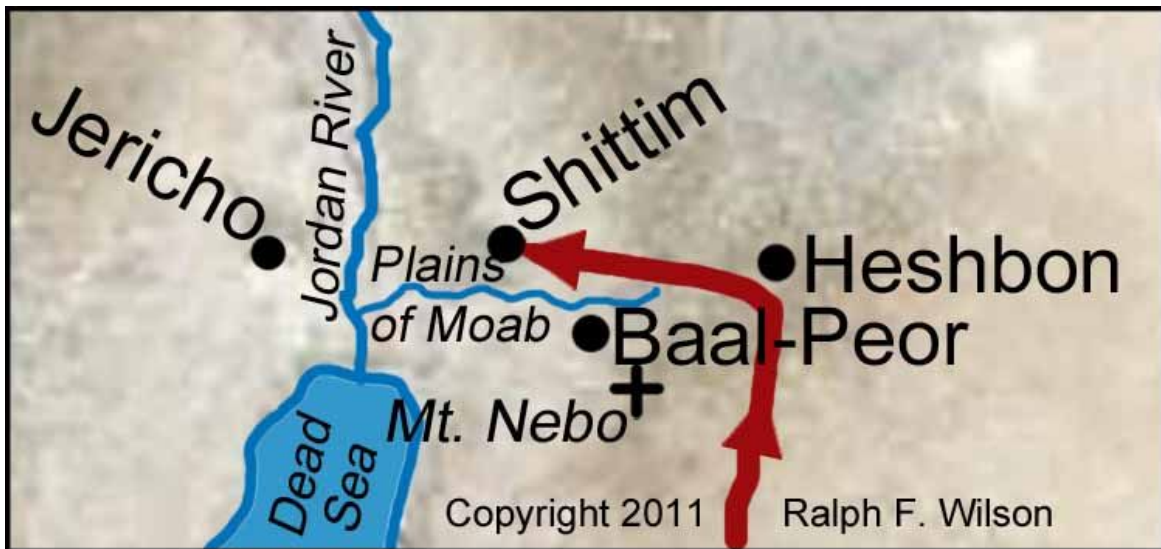 Jericho
Jordan River
Shittim
Heshbon
Plains
of Moab
Baal-Peor
Mt. Nebo
Dead
Sea
Copyright 2011 Ralph F. Wilson